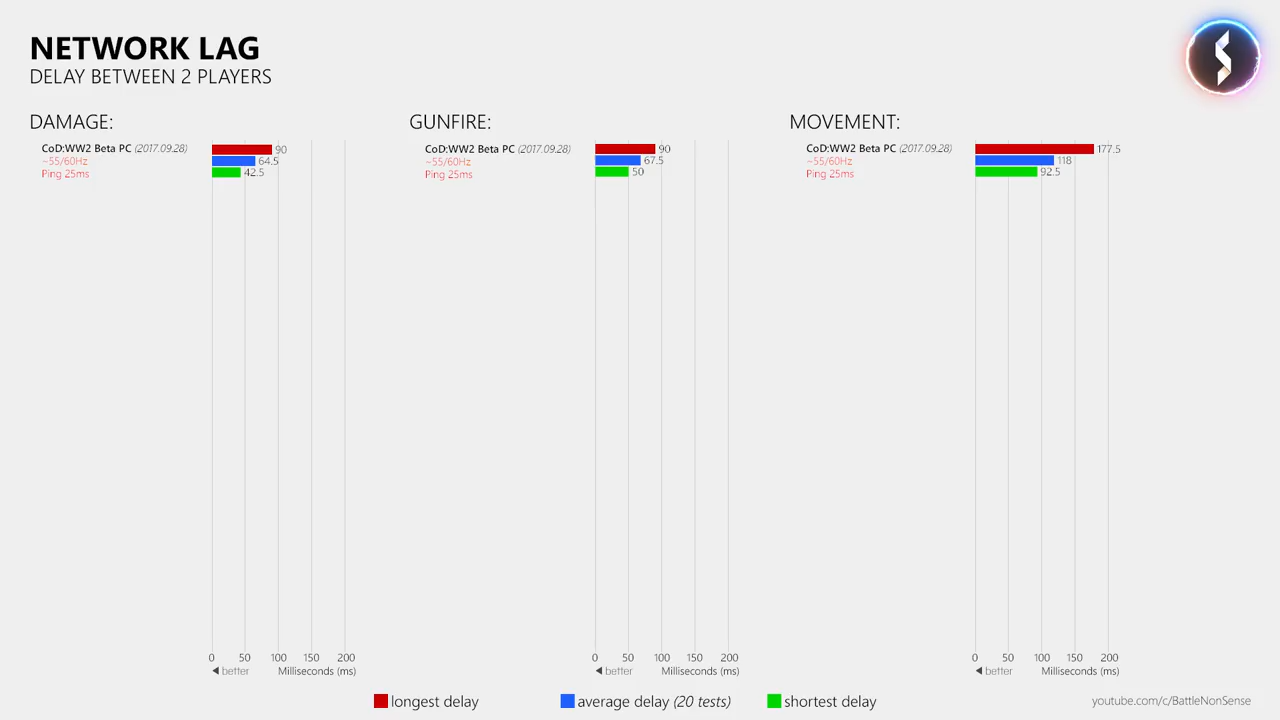 NETWORK LAG
DELAY BETWEEN 2 PLAYERS
DAMAGE:
CoD:WW2 Beta PC (2017.09.28)
~55/60Hz
Ping 25ms
90
64.5
42.5
0 50 100 150 200
◄ better Milliseconds (ms)
GUNFIRE:
CoD:WW2 Beta PC (2017.09.28)
~55/60Hz
Ping 25ms
90
67.5
50
0 50 100 150 200
◄ better Milliseconds (ms)
MOVEMENT:
CoD:WW2 Beta PC (2017.09.28)
~55/60Hz
Ping 25ms
177.5
118
92.5
0 50 100 150 200
◄ better Milliseconds (ms)
longest delay average delay (20 tests) shortest delay
youtube.com/c/BattleNonSense